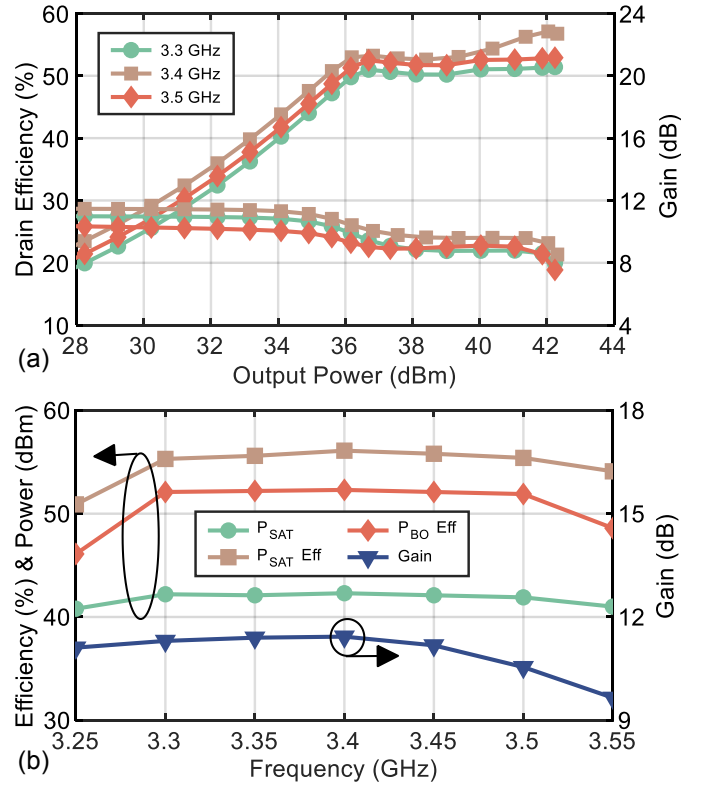 60
50
40
30
20
10
Drain Efficiency (%)
24
20
16
12
8
4
Gain (dB)
3.3 GHz
3.4 GHz
3.5 GHz
28 30 32 34 36 38 40 42 44
Output Power (dBm)
(a)
60
50
40
30
Efficiency (%) & Power (dBm)
18
15
12
9
Gain (dB)
P_SAT P_BO Eff
P_SAT Eff Gain
3.25 3.3 3.35 3.4 3.45 3.5 3.55
Frequency (GHz)
(b)